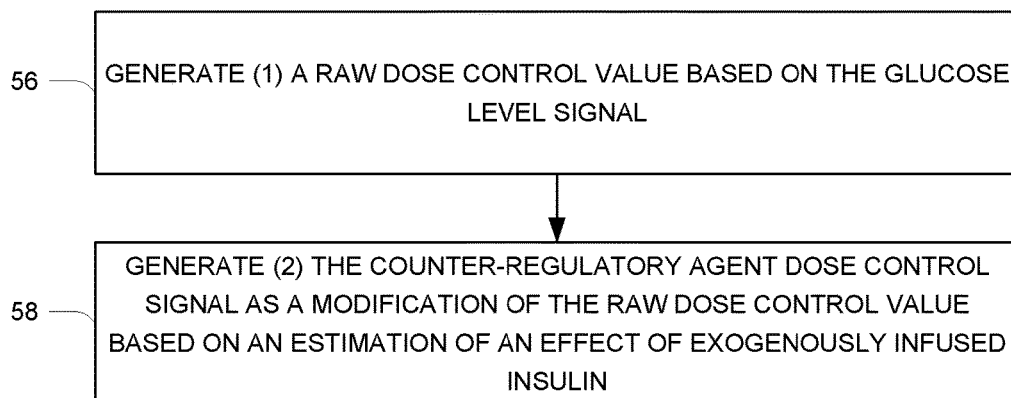 56
GENERATE (1) A RAW DOSE CONTROL VALUE BASED ON THE GLUCOSE
LEVEL SIGNAL
58
GENERATE (2) THE COUNTER-REGULATORY AGENT DOSE CONTROL
SIGNAL AS A MODIFICATION OF THE RAW DOSE CONTROL VALUE
BASED ON AN ESTIMATION OF AN EFFECT OF EXOGENOUSLY INFUSED
INSULIN